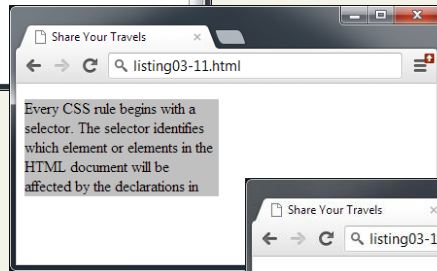 Share Your Travels
listing03-11.html
Every CSS rule begins with a
selector. The selector identifies
which element or elements in the
HTML document will be
affected by the declarations in
Share Your Travels
listing03-1